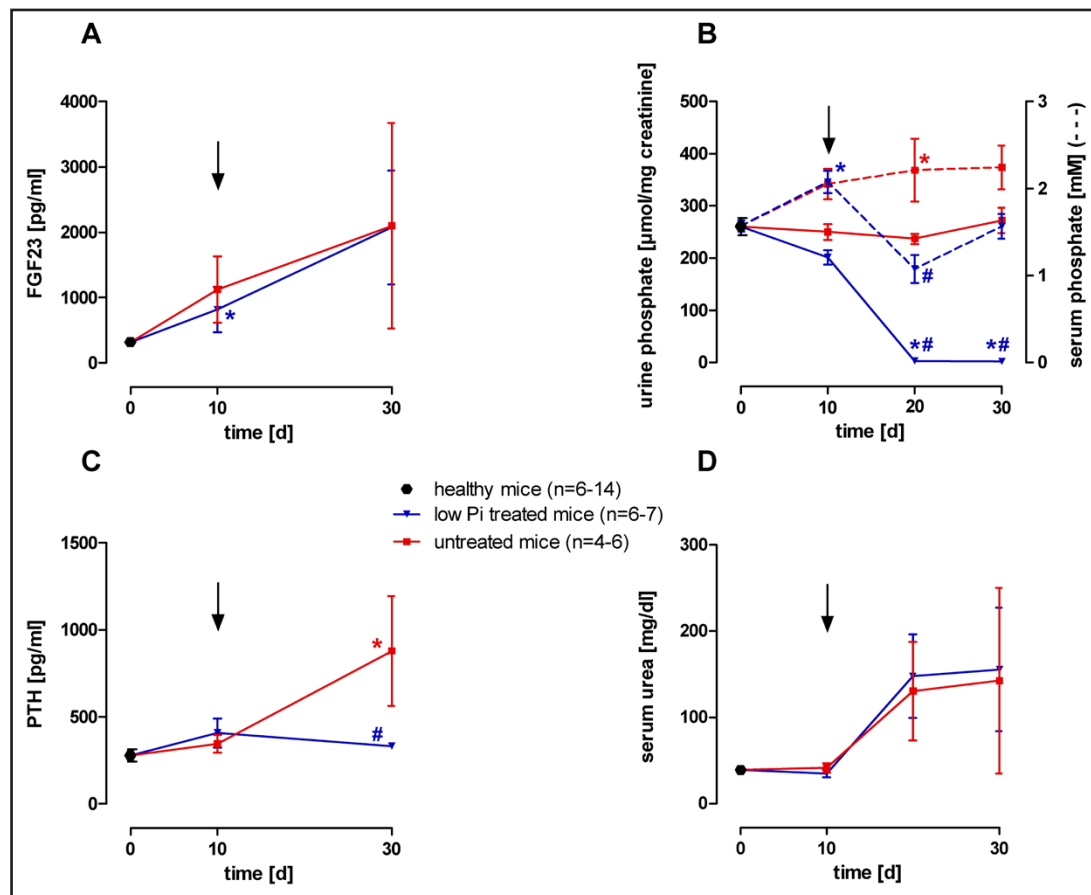 A
FGF23 [pg/ml]
4000
3000
2000
1000
0
*
0 10 30
time [d]
B
urine phosphate [µmol/mg creatinine]
500
400
300
200
100
0
* *
#
*# *#
3
2
1
0
serum phosphate [mM] (- - -)
0 10 20 30
time [d]
C
healthy mice (n=6-14)
low Pi treated mice (n=6-7)
untreated mice (n=4-6)
PTH [pg/ml]
1500
1000
500
0
*
#
0 10 30
time [d]
D
serum urea [mg/dl]
300
200
100
0
0 10 20 30
time [d]